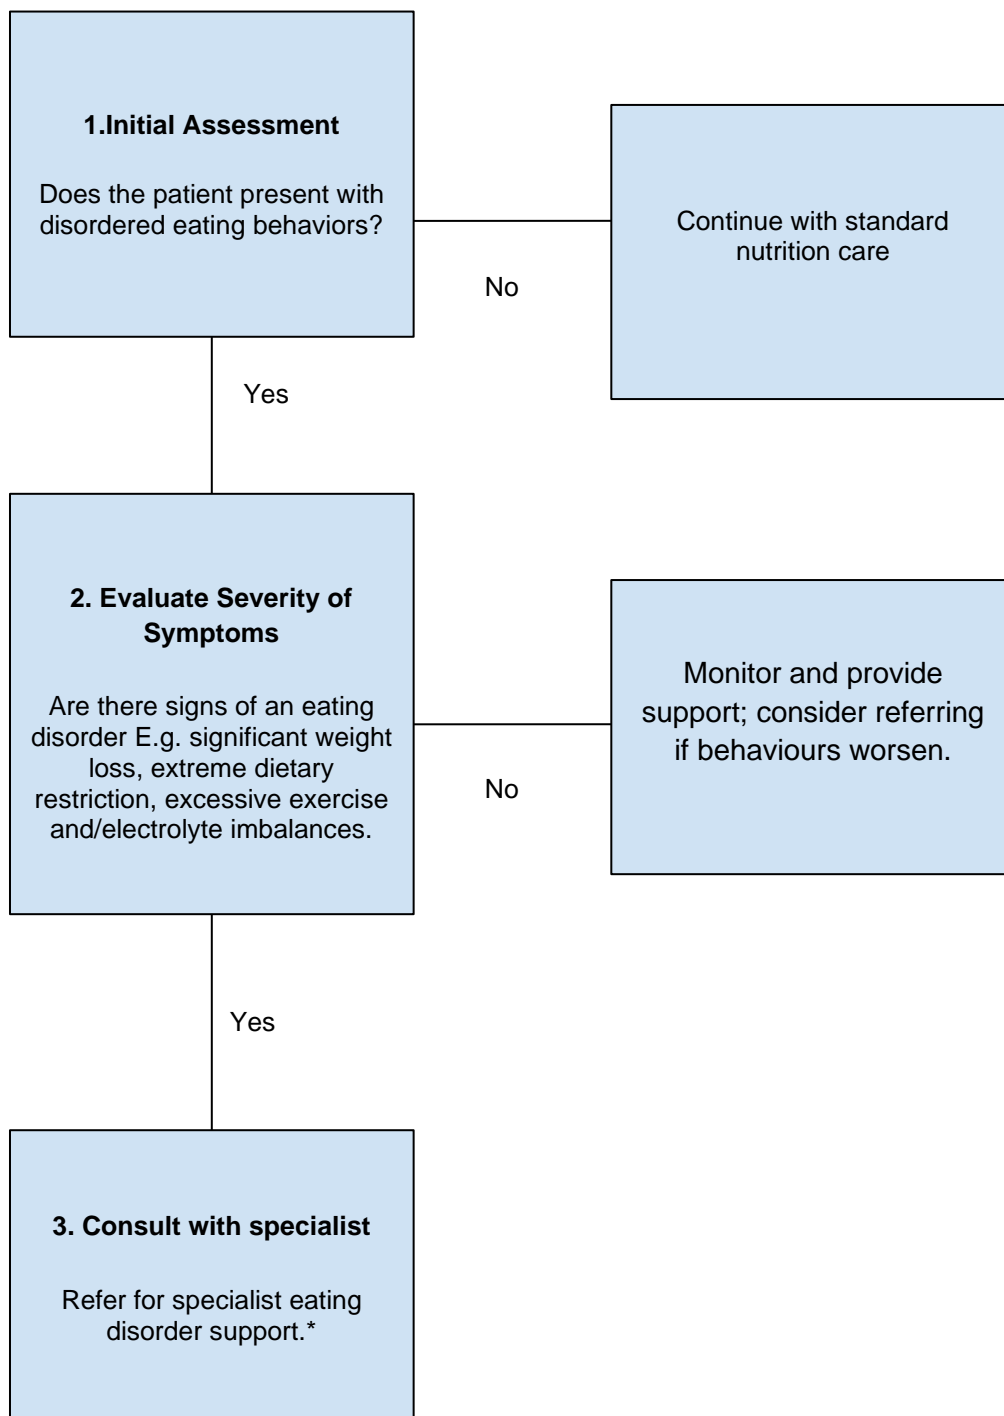 1.Initial Assessment
Does the patient present with
disordered eating behaviors?
Continue with standard
nutrition care
No
Yes
2. Evaluate Severity of
Symptoms
Are there signs of an eating
disorder E.g. significant weight
loss, extreme dietary
restriction, excessive exercise
and/electrolyte imbalances.
Monitor and provide
support; consider referring
if behaviours worsen.
No
Yes
3. Consult with specialist
Refer for specialist eating
disorder support.*